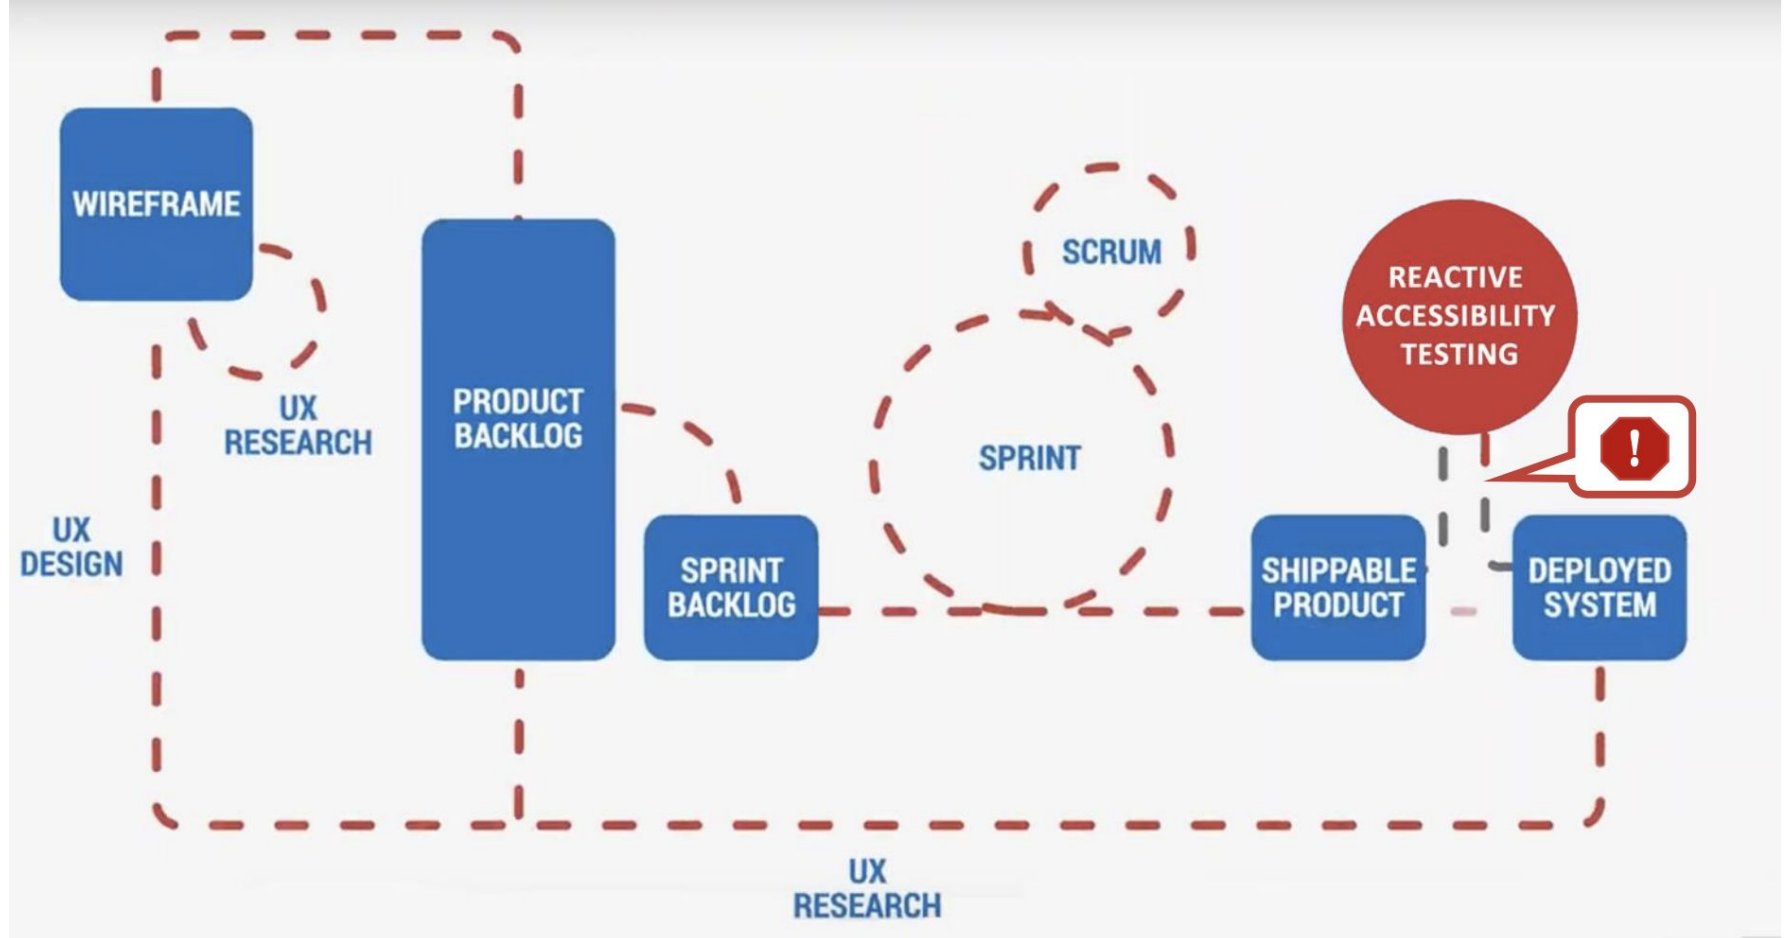 WIREFRAME
UX
RESEARCH
UX
DESIGN
PRODUCT
BACKLOG
SPRINT
BACKLOG
SCRUM
SPRINT
REACTIVE
ACCESSIBILITY
TESTING
!
SHIPPABLE
PRODUCT
DEPLOYED
SYSTEM
UX
RESEARCH